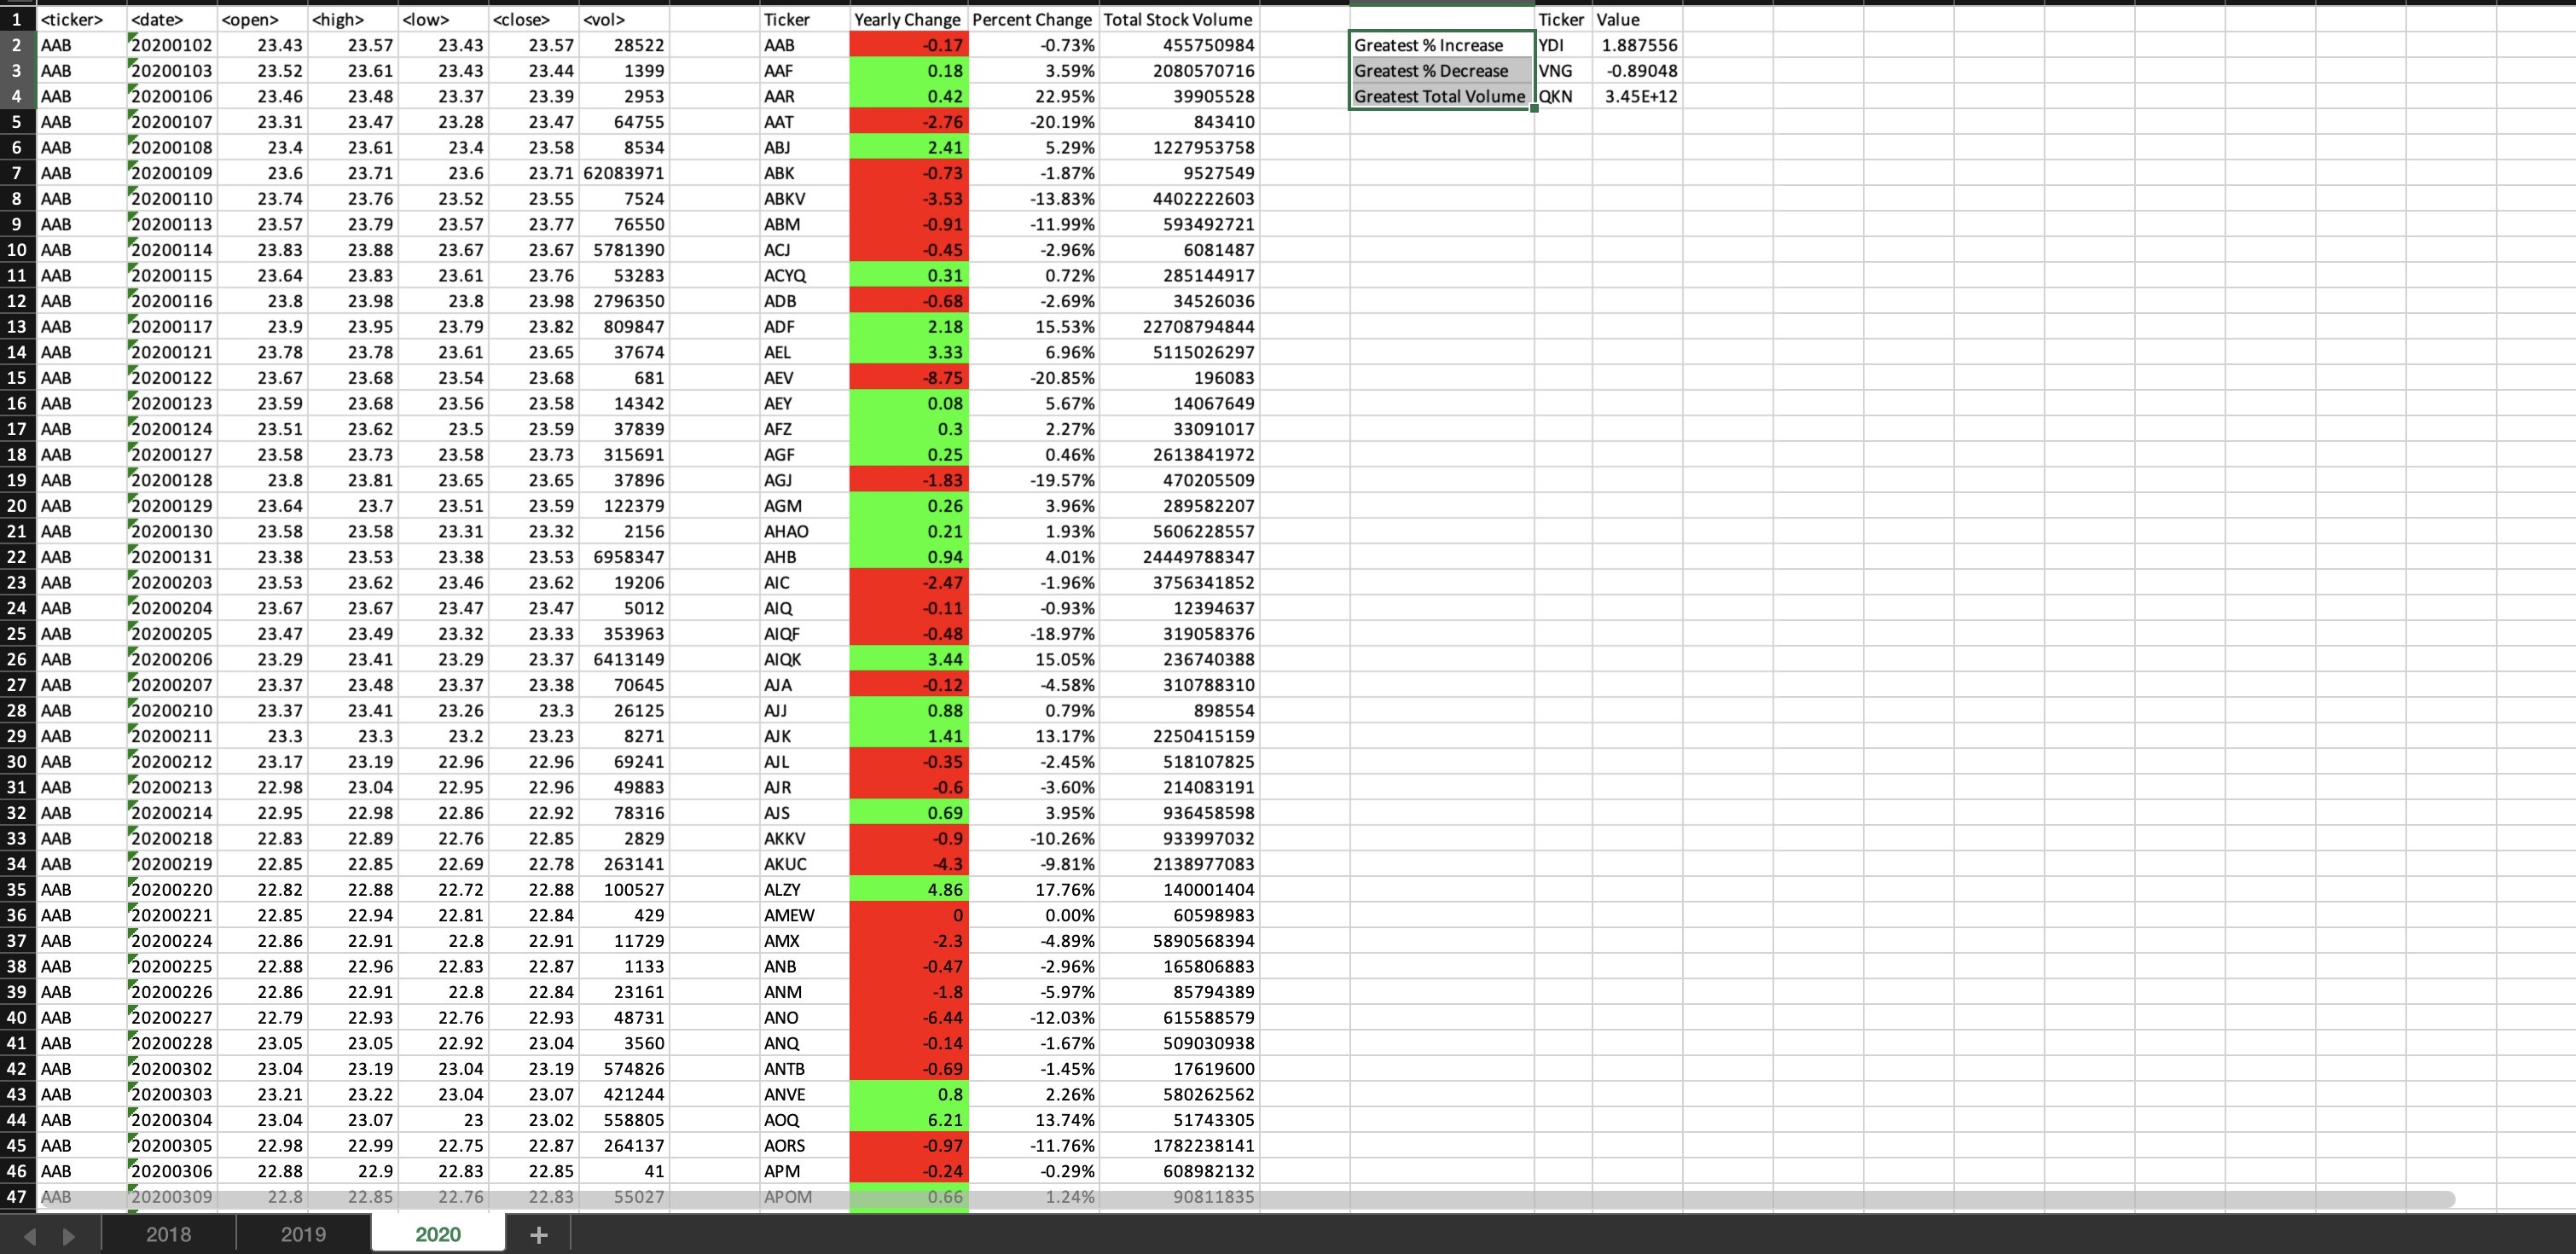 1 <ticker> <date> <open> <high> <low> <close> <vol> Ticker Yearly Change Percent Change Total Stock Volume Ticker Value
2 AAB 20200102 23.43 23.57 23.43 23.57 28522 AAB -0.17 -0.73% 455750984 Greatest % Increase YDI 1.887556
3 AAB 20200103 23.52 23.61 23.43 23.44 1399 AAF 0.18 3.59% 2080570716 Greatest % Decrease VNG -0.89048
4 AAB 20200106 23.46 23.48 23.37 23.39 2953 AAR 0.42 22.95% 39905528 Greatest Total Volume QKN 3.45E+12
5 AAB 20200107 23.31 23.47 23.28 23.47 64755 AAT -2.76 -20.19% 843410
6 AAB 20200108 23.4 23.61 23.4 23.58 8534 ABJ 2.41 5.29% 1227953758
7 AAB 20200109 23.6 23.71 23.6 23.71 62083971 ABK -0.73 -1.87% 9527549
8 AAB 20200110 23.74 23.76 23.52 23.55 7524 ABKV -3.53 -13.83% 4402222603
9 AAB 20200113 23.57 23.79 23.57 23.77 76550 ABM -0.91 -11.99% 593492721
10 AAB 20200114 23.83 23.88 23.67 23.67 5781390 ACJ -0.45 -2.96% 6081487
11 AAB 20200115 23.64 23.83 23.61 23.76 53283 ACYQ 0.31 0.72% 285144917
12 AAB 20200116 23.8 23.98 23.8 23.98 2796350 ADB -0.68 -2.69% 34526036
13 AAB 20200117 23.9 23.95 23.79 23.82 809847 ADF 2.18 15.53% 22708794844
14 AAB 20200121 23.78 23.78 23.61 23.65 37674 AEL 3.33 6.96% 5115026297
15 AAB 20200122 23.67 23.68 23.54 23.68 681 AEV -8.75 -20.85% 196083
16 AAB 20200123 23.59 23.68 23.56 23.58 14342 AEY 0.08 5.67% 14067649
17 AAB 20200124 23.51 23.62 23.5 23.59 37839 AFZ 0.3 2.27% 33091017
18 AAB 20200127 23.58 23.73 23.58 23.73 315691 AGF 0.25 0.46% 2613841972
19 AAB 20200128 23.8 23.81 23.65 23.65 37896 AGJ -1.83 -19.57% 470205509
20 AAB 20200129 23.64 23.7 23.51 23.59 122379 AGM 0.26 3.96% 289582207
21 AAB 20200130 23.58 23.58 23.31 23.32 2156 AHAO 0.21 1.93% 5606228557
22 AAB 20200131 23.38 23.53 23.38 23.53 6958347 AHB 0.94 4.01% 24449788347
23 AAB 20200203 23.53 23.62 23.46 23.62 19206 AIC -2.47 -1.96% 3756341852
24 AAB 20200204 23.67 23.67 23.47 23.47 5012 AIQ -0.11 -0.93% 12394637
25 AAB 20200205 23.47 23.49 23.32 23.33 353963 AIQF -0.48 -18.97% 319058376
26 AAB 20200206 23.29 23.41 23.29 23.37 6413149 AIQK 3.44 15.05% 236740388
27 AAB 20200207 23.37 23.48 23.37 23.38 70645 AJA -0.12 -4.58% 310788310
28 AAB 20200210 23.37 23.41 23.26 23.3 26125 AJJ 0.88 0.79% 898554
29 AAB 20200211 23.3 23.3 23.2 23.23 8271 AJK 1.41 13.17% 2250415159
30 AAB 20200212 23.17 23.19 22.96 22.96 69241 AJL -0.35 -2.45% 518107825
31 AAB 20200213 22.98 23.04 22.95 22.96 49883 AJR -0.6 -3.60% 214083191
32 AAB 20200214 22.95 22.98 22.86 22.92 78316 AJS 0.69 3.95% 936458598
33 AAB 20200218 22.83 22.89 22.76 22.85 2829 AKKV -0.9 -10.26% 933997032
34 AAB 20200219 22.85 22.85 22.69 22.78 263141 AKUC -4.3 -9.81% 2138977083
35 AAB 20200220 22.82 22.88 22.72 22.88 100527 ALZY 4.86 17.76% 140001404
36 AAB 20200221 22.85 22.94 22.81 22.84 429 AMEW 0 0.00% 60598983
37 AAB 20200224 22.86 22.91 22.8 22.91 11729 AMX -2.3 -4.89% 5890568394
38 AAB 20200225 22.88 22.96 22.83 22.87 1133 ANB -0.47 -2.96% 165806883
39 AAB 20200226 22.86 22.91 22.8 22.84 23161 ANM -1.8 -5.97% 85794389
40 AAB 20200227 22.79 22.93 22.76 22.93 48731 ANO -6.44 -12.03% 615588579
41 AAB 20200228 23.05 23.05 22.92 23.04 3560 ANQ -0.14 -1.67% 509030938
42 AAB 20200302 23.04 23.19 23.04 23.19 574826 ANTB -0.69 -1.45% 17619600
43 AAB 20200303 23.21 23.22 23.04 23.07 421244 ANVE 0.8 2.26% 580262562
44 AAB 20200304 23.04 23.07 23 23.02 558805 AOQ 6.21 13.74% 51743305
45 AAB 20200305 22.98 22.99 22.75 22.87 264137 AORS -0.97 -11.76% 1782238141
46 AAB 20200306 22.88 22.9 22.83 22.85 41 APM -0.24 -0.29% 608982132
47 AAB 20200309 22.8 22.85 22.76 22.83 55027 APOM 0.66 1.24% 90811835
2018 2019 2020 +